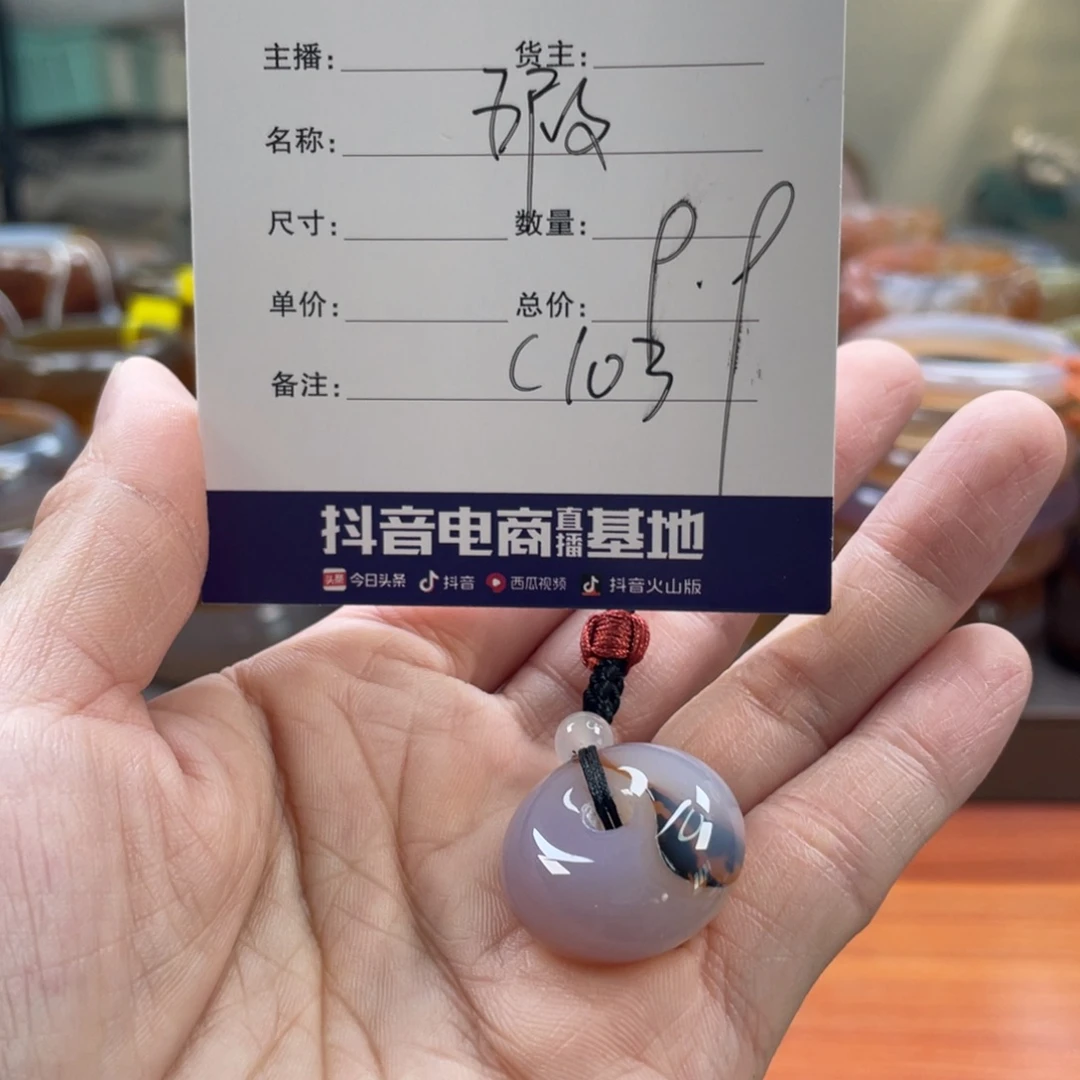 主播: 货主:
名称:
尺寸: 数量:
单价: 总价:
备注: C103
抖音电商直播基地
头条 今日头条 抖音 西瓜视频 抖音火山版